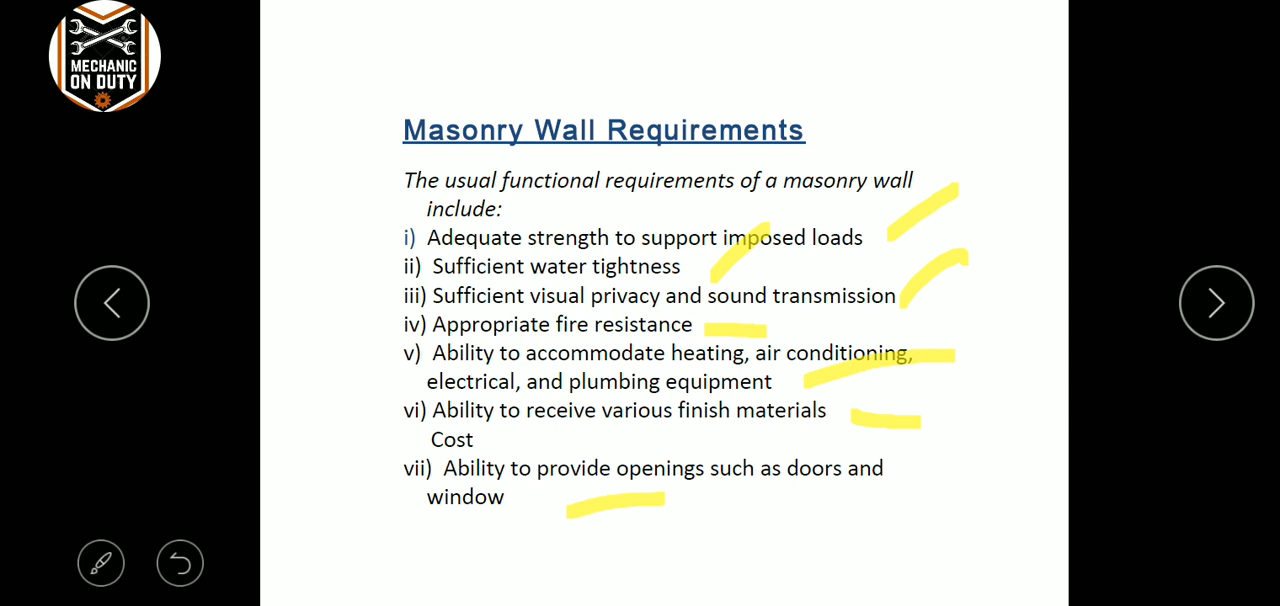 MECHANIC
ON DUTY
Masonry Wall Requirements
The usual functional requirements of a masonry wall
include:
i) Adequate strength to support imposed loads
ii) Sufficient water tightness
iii) Sufficient visual privacy and sound transmission
iv) Appropriate fire resistance
v) Ability to accommodate heating, air conditioning,
electrical, and plumbing equipment
vi) Ability to receive various finish materials
Cost
vii) Ability to provide openings such as doors and
window